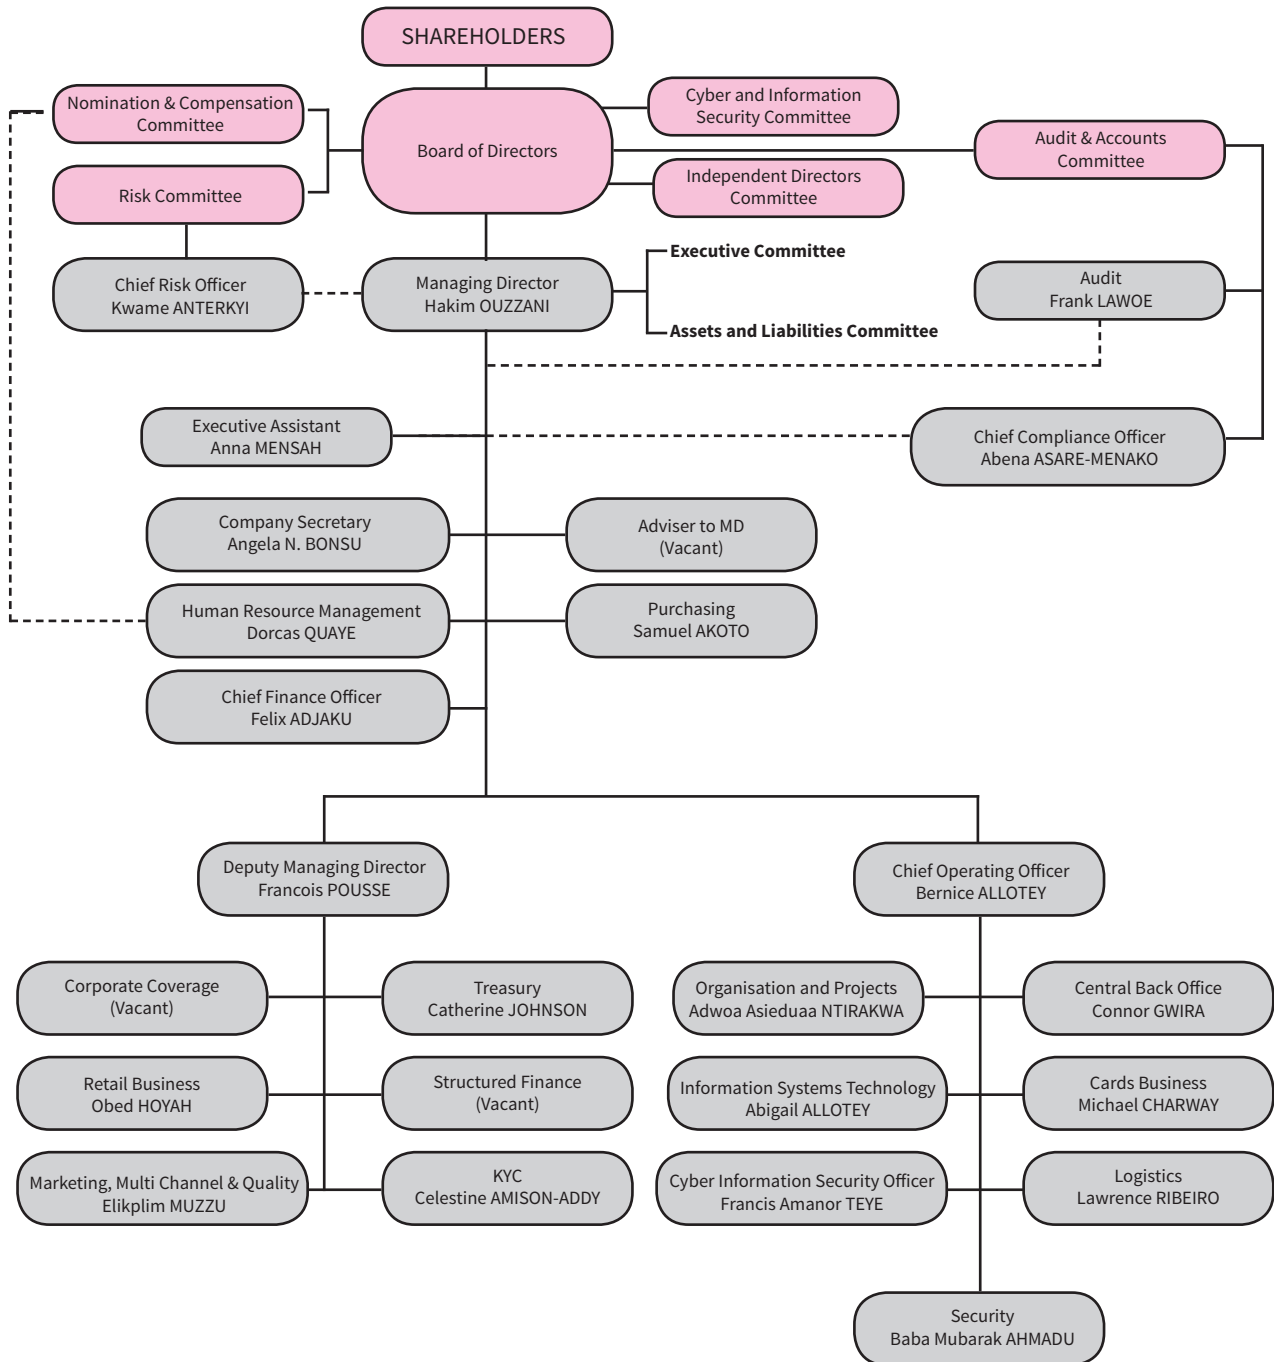 SHAREHOLDERS
Nomination & Compensation
Committee
Cyber and Information
Security Committee
Board of Directors
Audit & Accounts
Committee
Risk Committee
Independent Directors
Committee
Executive Committee
Chief Risk Officer
Kwame ANTERKYI
Managing Director
Hakim OUZZANI
Audit
Frank LAWOE
Assets and Liabilities Committee
Executive Assistant
Anna MENSAH
Chief Compliance Officer
Abena ASARE-MENAKO
Company Secretary
Angela N. BONSU
Adviser to MD
(Vacant)
Human Resource Management
Dorcas QUAYE
Purchasing
Samuel AKOTO
Chief Finance Officer
Felix ADJAKU
Deputy Managing Director
Francois POUSSE
Chief Operating Officer
Bernice ALLOTEY
Corporate Coverage
(Vacant)
Treasury
Catherine JOHNSON
Organisation and Projects
Adwoa Asieduaa NTIRAKWA
Central Back Office
Connor GWIRA
Retail Business
Obed HOYAH
Structured Finance
(Vacant)
Information Systems Technology
Abigail ALLOTEY
Cards Business
Michael CHARWAY
Marketing, Multi Channel & Quality
Elikplim MUZZU
KYC
Celestine AMISON-ADDY
Cyber Information Security Officer
Francis Amanor TEYE
Logistics
Lawrence RIBEIRO
Security
Baba Mubarak AHMADU